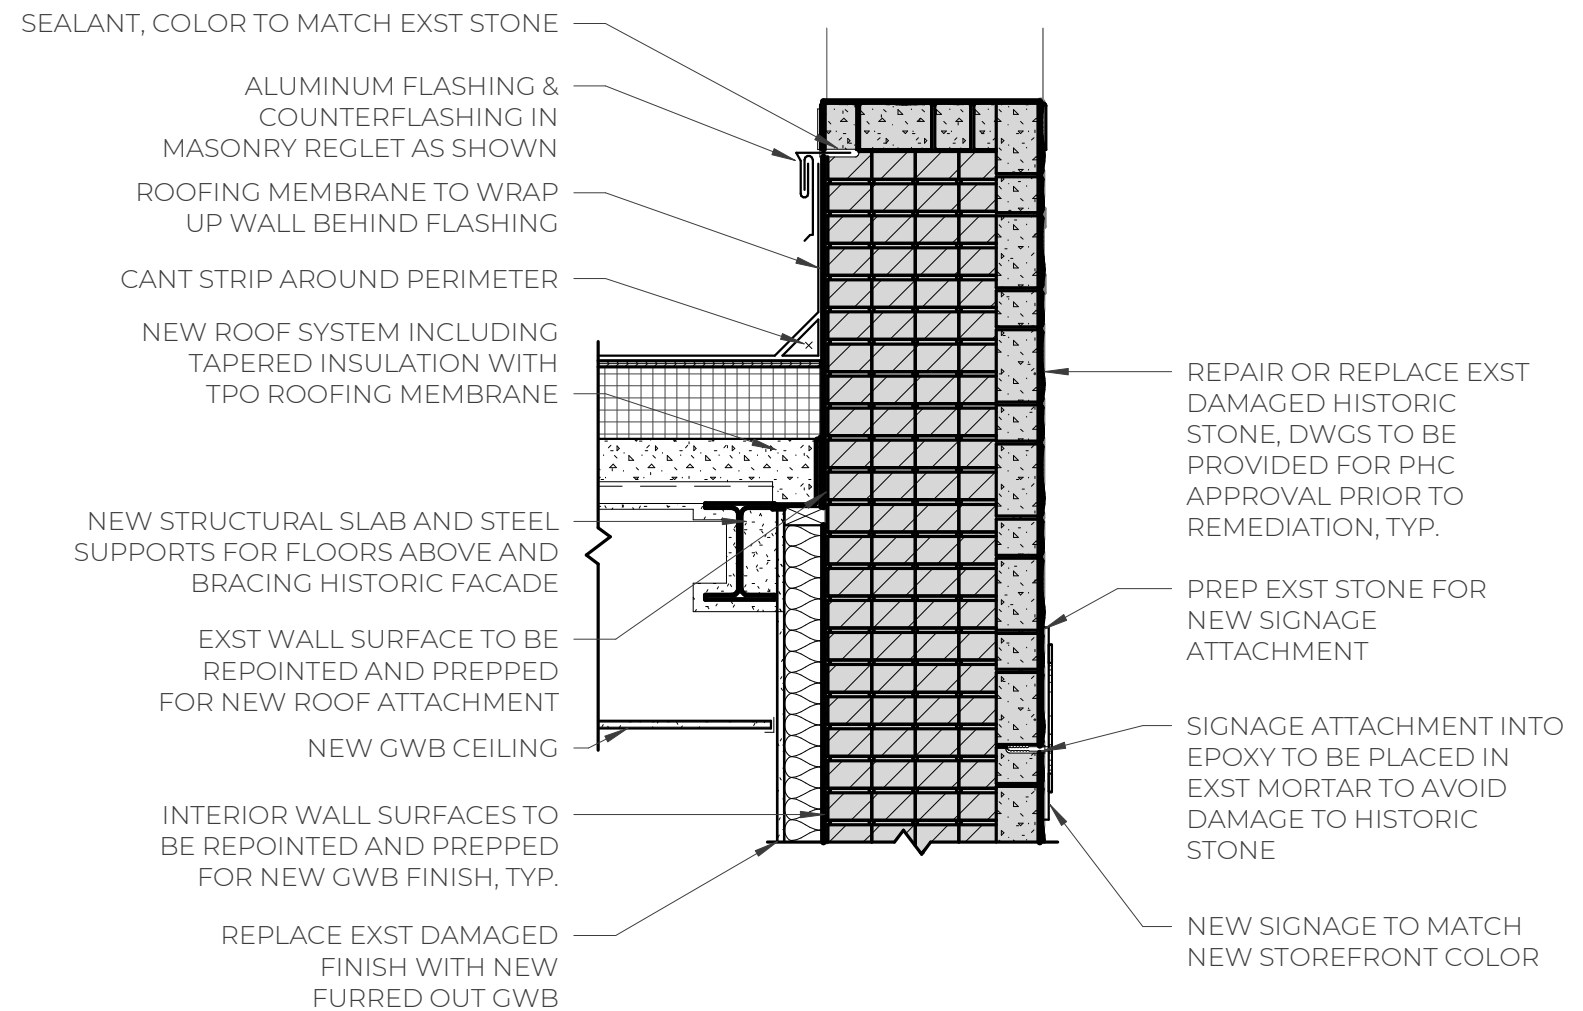 SEALANT, COLOR TO MATCH EXST STONE
ALUMINUM FLASHING &
COUNTERFLASHING IN
MASONRY REGLET AS SHOWN
ROOFING MEMBRANE TO WRAP
UP WALL BEHIND FLASHING
CANT STRIP AROUND PERIMETER
NEW ROOF SYSTEM INCLUDING
TAPERED INSULATION WITH
TPO ROOFING MEMBRANE
NEW STRUCTURAL SLAB AND STEEL
SUPPORTS FOR FLOORS ABOVE AND
BRACING HISTORIC FACADE
EXST WALL SURFACE TO BE
REPOINTED AND PREPPED
FOR NEW ROOF ATTACHMENT
NEW GWB CEILING
INTERIOR WALL SURFACES TO
BE REPOINTED AND PREPPED
FOR NEW GWB FINISH, TYP.
REPLACE EXST DAMAGED
FINISH WITH NEW
FURRED OUT GWB
REPAIR OR REPLACE EXST
DAMAGED HISTORIC
STONE, DWGS TO BE
PROVIDED FOR PHC
APPROVAL PRIOR TO
REMEDIATION, TYP.
PREP EXST STONE FOR
NEW SIGNAGE
ATTACHMENT
SIGNAGE ATTACHMENT INTO
EPOXY TO BE PLACED IN
EXST MORTAR TO AVOID
DAMAGE TO HISTORIC
STONE
NEW SIGNAGE TO MATCH
NEW STOREFRONT COLOR